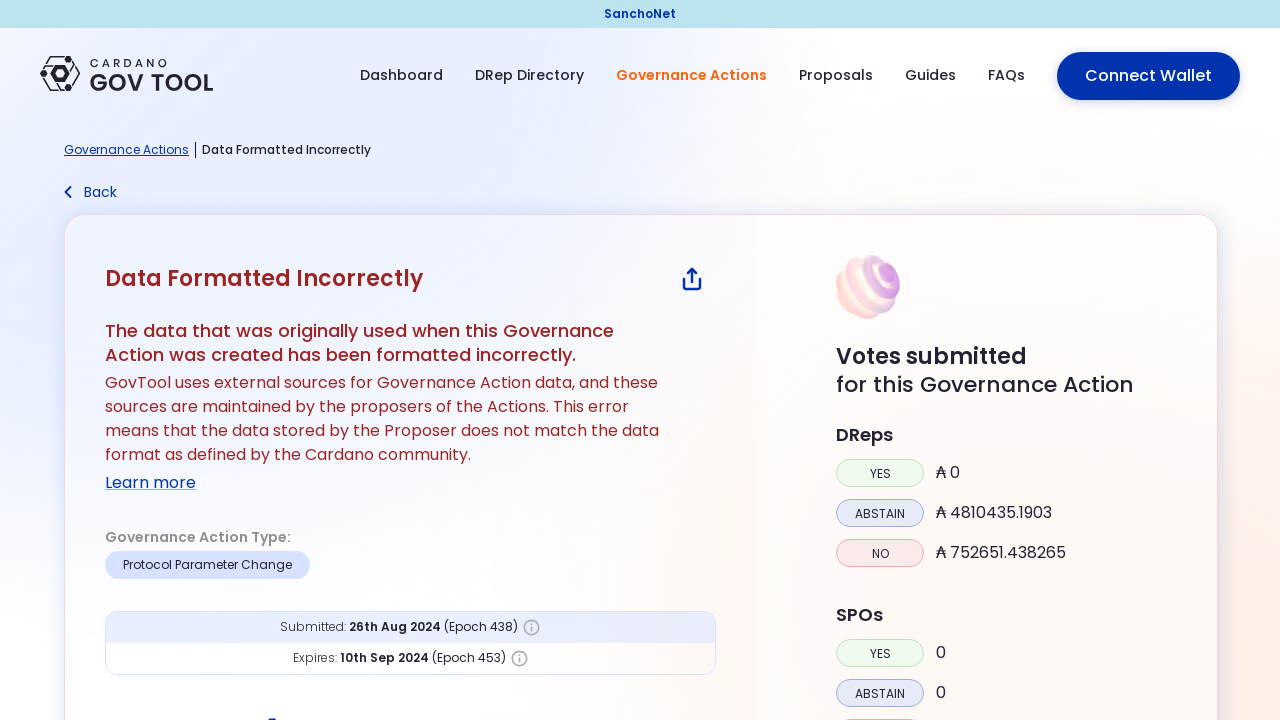 SanchoNet
CARDANO
GOV TOOL
Dashboard
DRep Directory
Governance Actions
Proposals
Guides
FAQs
Connect Wallet
Governance Actions | Data Formatted Incorrectly
Back
Data Formatted Incorrectly
The data that was originally used when this Governance
Action was created has been formatted incorrectly.
GovTool uses external sources for Governance Action data, and these
sources are maintained by the proposers of the Actions. This error
means that the data stored by the Proposer does not match the data
format as defined by the Cardano community.
Learn more
Governance Action Type:
Protocol Parameter Change
Submitted: 26th Aug 2024 (Epoch 438)
Expires: 10th Sep 2024 (Epoch 453)
Votes submitted
for this Governance Action
DReps
YES ₳ 0
ABSTAIN ₳ 4810435.1903
NO ₳ 752651.438265
SPOs
YES 0
ABSTAIN 0